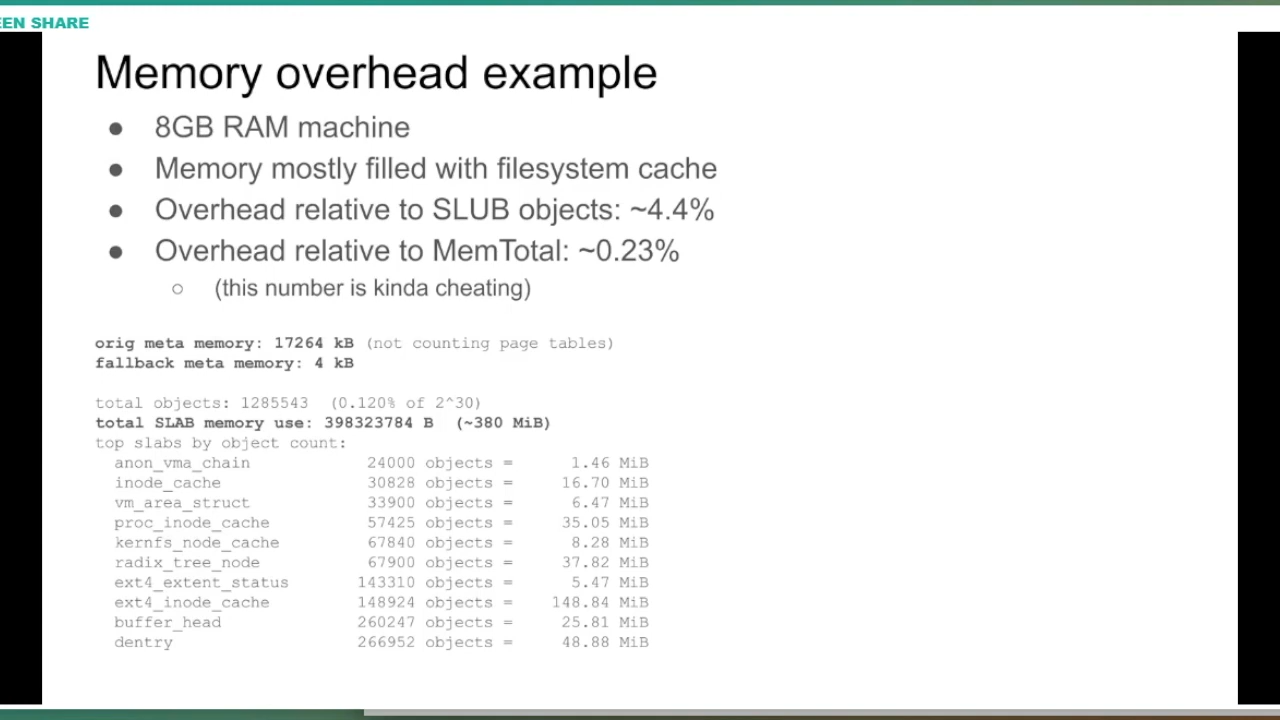 EEN SHARE
Memory overhead example
● 8GB RAM machine
● Memory mostly filled with filesystem cache
● Overhead relative to SLUB objects: ~4.4%
● Overhead relative to MemTotal: ~0.23%
○ (this number is kinda cheating)
orig meta memory: 17264 kB (not counting page tables)
fallback meta memory: 4 kB
total objects: 1285543 (0.120% of 2^30)
total SLAB memory use: 398323784 B (~380 MiB)
top slabs by object count:
anon_vma_chain 24000 objects = 1.46 MiB
inode_cache 30828 objects = 16.70 MiB
vm_area_struct 33900 objects = 6.47 MiB
proc_inode_cache 57425 objects = 35.05 MiB
kernfs_node_cache 67840 objects = 8.28 MiB
radix_tree_node 67900 objects = 37.82 MiB
ext4_extent_status 143310 objects = 5.47 MiB
ext4_inode_cache 148924 objects = 148.84 MiB
buffer_head 260247 objects = 25.81 MiB
dentry 266952 objects = 48.88 MiB